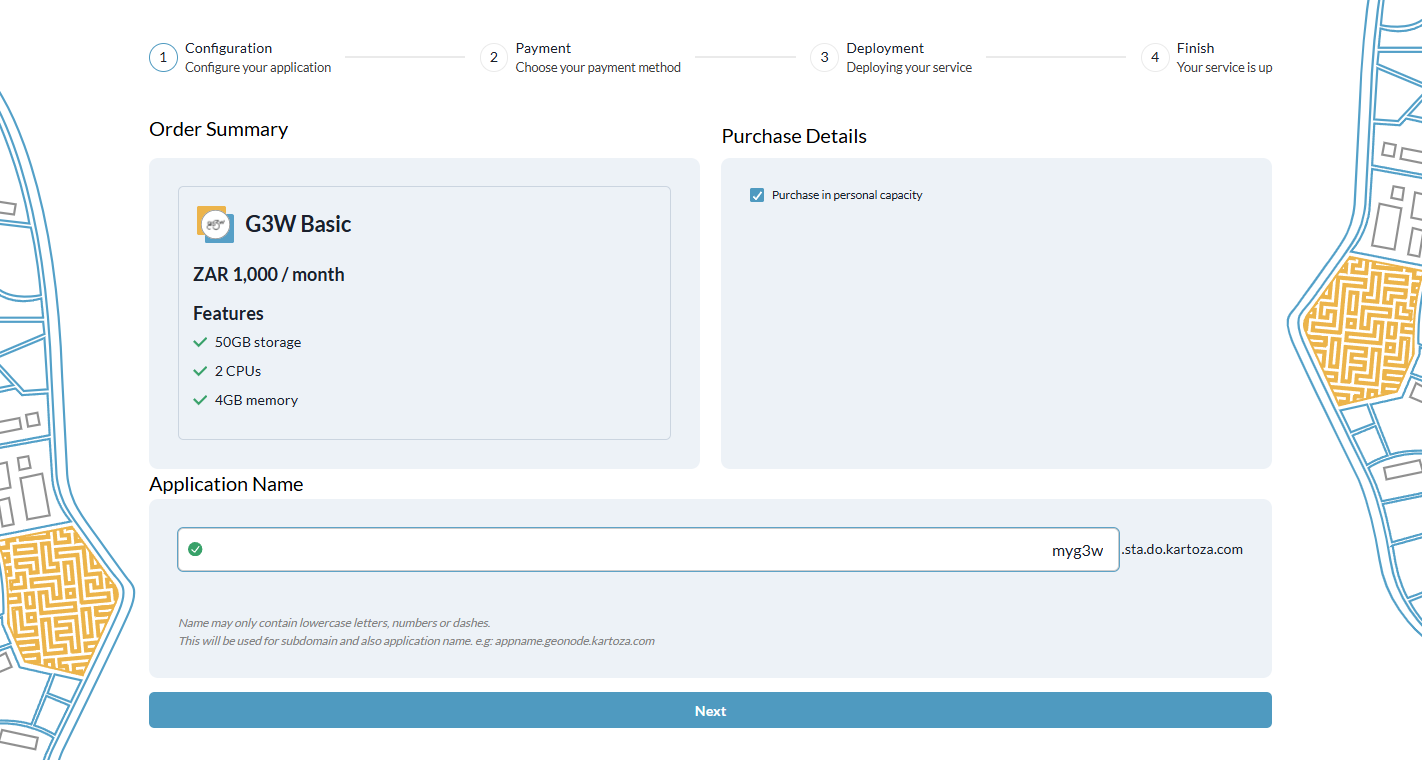 1
Configuration
Configure your application
2
Payment
Choose your payment method
3
Deployment
Deploying your service
4
Finish
Your service is up
Order Summary
G3W Basic
ZAR 1,000 / month
Features
50GB storage
2 CPUs
4GB memory
Purchase Details
Purchase in personal capacity
Application Name
myg3w .sta.do.kartoza.com
Name may only contain lowercase letters, numbers or dashes.
This will be used for subdomain and also application name. e.g: appname.geonode.kartoza.com
Next